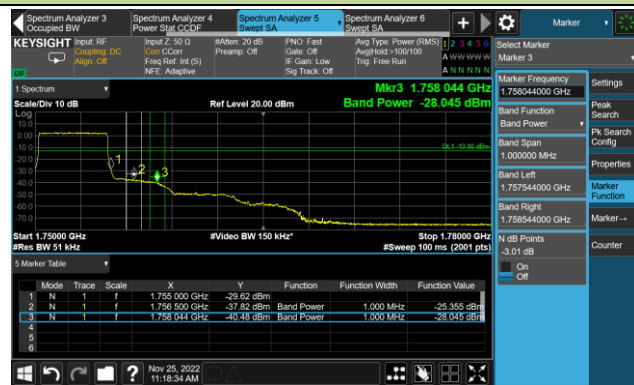 Spectrum Analyzer 3
Occupied BW
Spectrum Analyzer 4
Power Stat CCDF
Spectrum Analyzer 5
Swept SA
Spectrum Analyzer 6
Swept SA
+
Marker
KEYSIGHT
Input: RF
Coupling: DC
Align: Off
Input Z: 50 Ω
Corr CCorr
Freq Ref: Int (S)
NFE: Adaptive
#Atten: 20 dB
Preamp: Off
PNO: Fast
Gate: Off
IF Gain: Low
Sig Track: Off
Avg Type: Power (RMS)
Avg|Hold:>100/100
Trig: Free Run
1 2 3 4 5 6
A W W W W W
A N N N N N
1 Spectrum
Scale/Div 10 dB
Log
Ref Level 20.00 dBm
Mkr3 1.758 044 GHz
Band Power -28.045 dBm
10.0
0.00
-10.0
-20.0
-30.0
-40.0
-50.0
-60.0
-70.0
1
2
3
Start 1.75000 GHz
#Res BW 51 kHz
#Video BW 150 kHz*
Stop 1.78000 GHz
#Sweep 100 ms (2001 pts)
5 Marker Table
Mode Trace Scale X Y Function Function Width Function Value
1 N 1 f 1.755 000 GHz -29.62 dBm
2 N 1 f 1.756 500 GHz -37.82 dBm Band Power 1.000 MHz -25.355 dBm
3 N 1 f 1.758 044 GHz -40.48 dBm Band Power 1.000 MHz -28.045 dBm
4
5
6
Select Marker
Marker 3
Marker Frequency
1.758044000 GHz
Band Function
Band Power
Band Span
1.000000 MHz
Band Left
1.757544000 GHz
Band Right
1.758544000 GHz
N dB Points
-3.01 dB
On
Off
Settings
Peak
Search
Pk Search
Config
Properties
Marker
Function
Marker→
Counter
?
Nov 25, 2022
11:18:34 AM